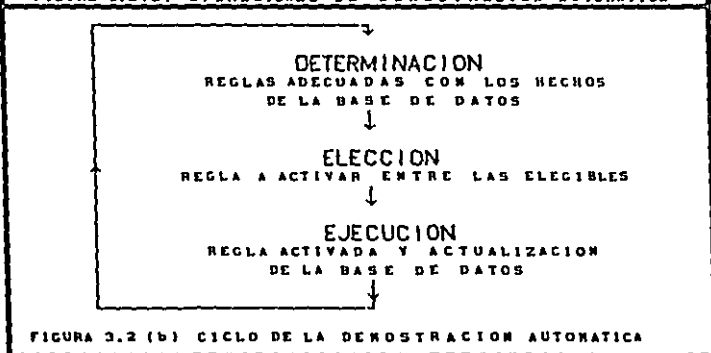 DETERMINACION
REGLAS ADECUADAS CON LOS HECHOS
DE LA BASE DE DATOS
ELECCION
REGLA A ACTIVAR ENTRE LAS ELEGIBLES
EJECUCION
REGLA ACTIVADA Y ACTUALIZACION
DE LA BASE DE DATOS
FIGURA 3.2 (b) CICLO DE LA DEMOSTRACION AUTOMATICA